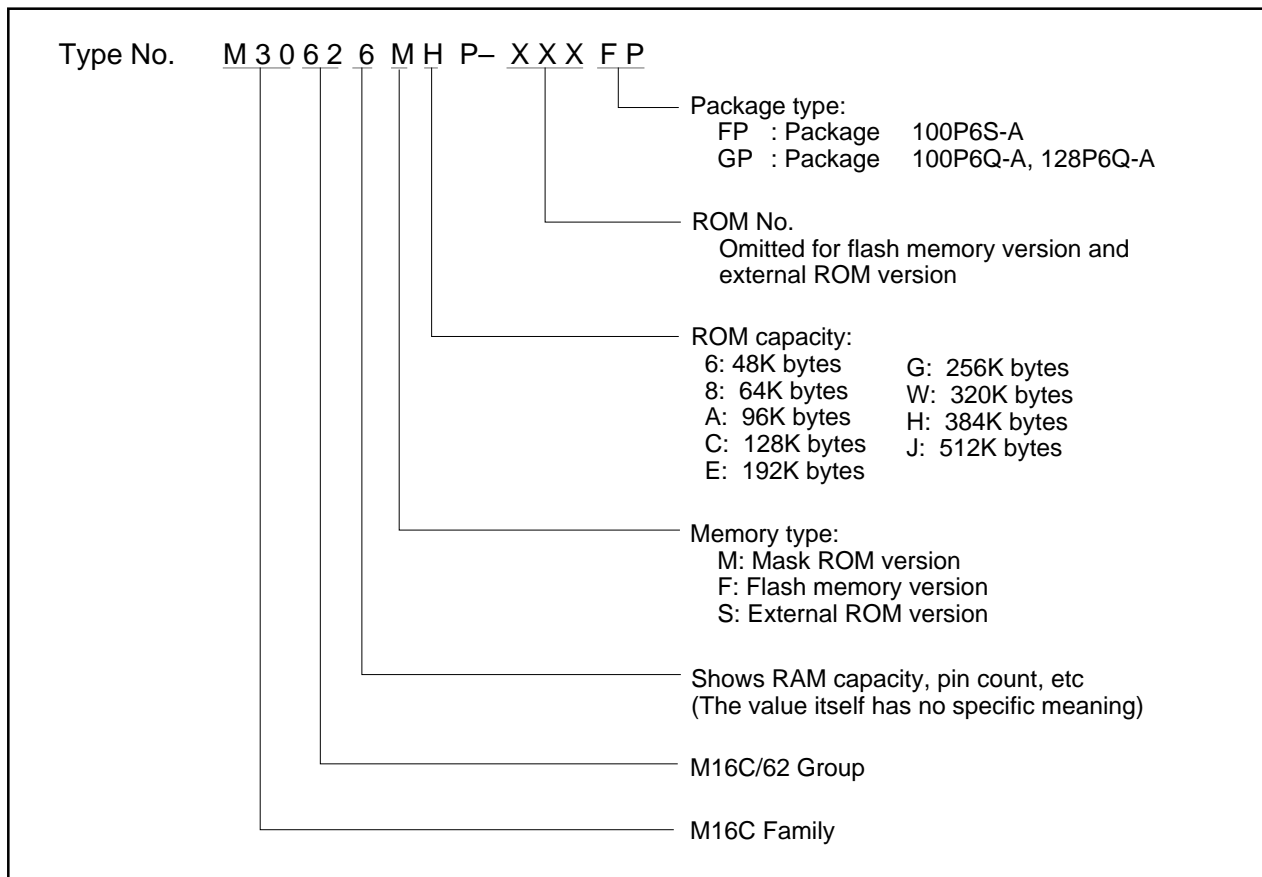 Type No. M 3 0 6 2 6 M H P– X X X F P
Package type:
FP : Package 100P6S-A
GP : Package 100P6Q-A, 128P6Q-A
ROM No.
Omitted for flash memory version and
external ROM version
ROM capacity:
6: 48K bytes
8: 64K bytes
A: 96K bytes
C: 128K bytes
E: 192K bytes
G: 256K bytes
W: 320K bytes
H: 384K bytes
J: 512K bytes
Memory type:
M: Mask ROM version
F: Flash memory version
S: External ROM version
Shows RAM capacity, pin count, etc
(The value itself has no specific meaning)
M16C/62 Group
M16C Family